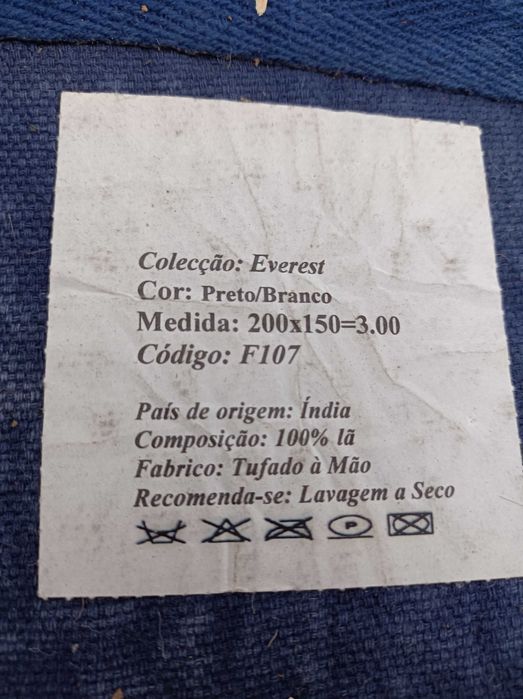 Colecção: Everest
Cor: Preto/Branco
Medida: 200x150=3.00
Código: F107
País de origem: Índia
Composição: 100% lã
Fabrico: Tufado à Mão
Recomenda-se: Lavagem a Seco
P